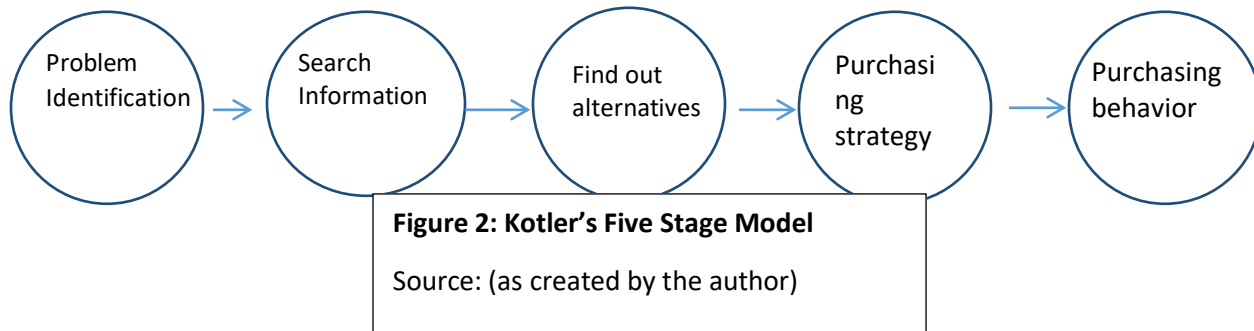 Problem
Identification
Search
Information
Find out
alternatives
Purchasi
ng
strategy
Purchasing
behavior
Figure 2: Kotler’s Five Stage Model
Source: (as created by the author)